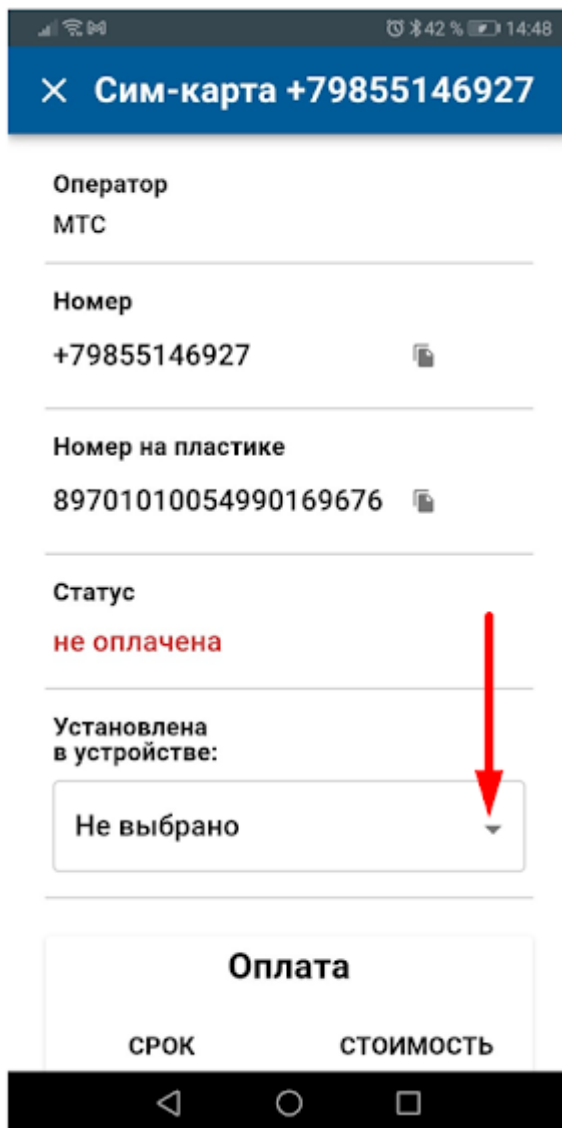 42 % 14:48
Сим-карта +79855146927
Оператор
МТС
Номер
+79855146927
Номер на пластике
89701010054990169676
Статус
не оплачена
Установлена
в устройстве:
Не выбрано
Оплата
СРОК СТОИМОСТЬ